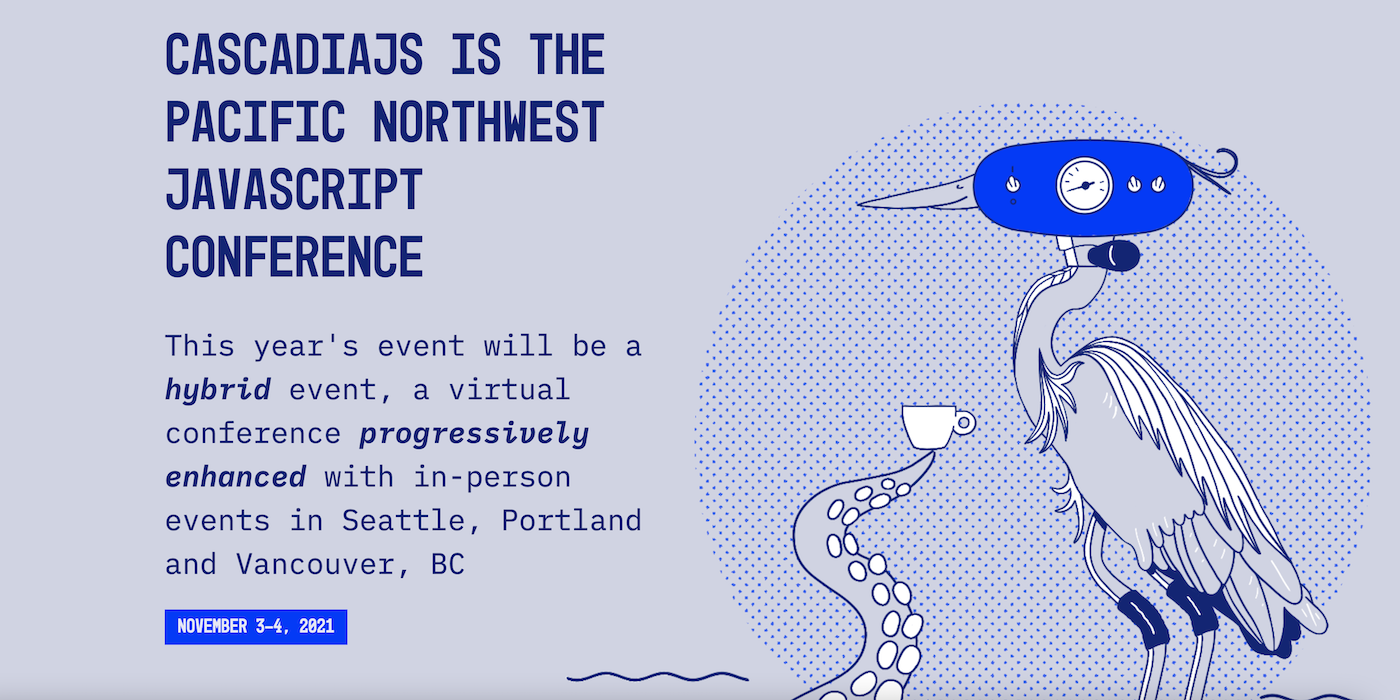 CASCADIAJS IS THE
PACIFIC NORTHWEST
JAVASCRIPT
CONFERENCE
This year's event will be a
hybrid event, a virtual
conference progressively
enhanced with in-person
events in Seattle, Portland
and Vancouver, BC
NOVEMBER 3–4, 2021